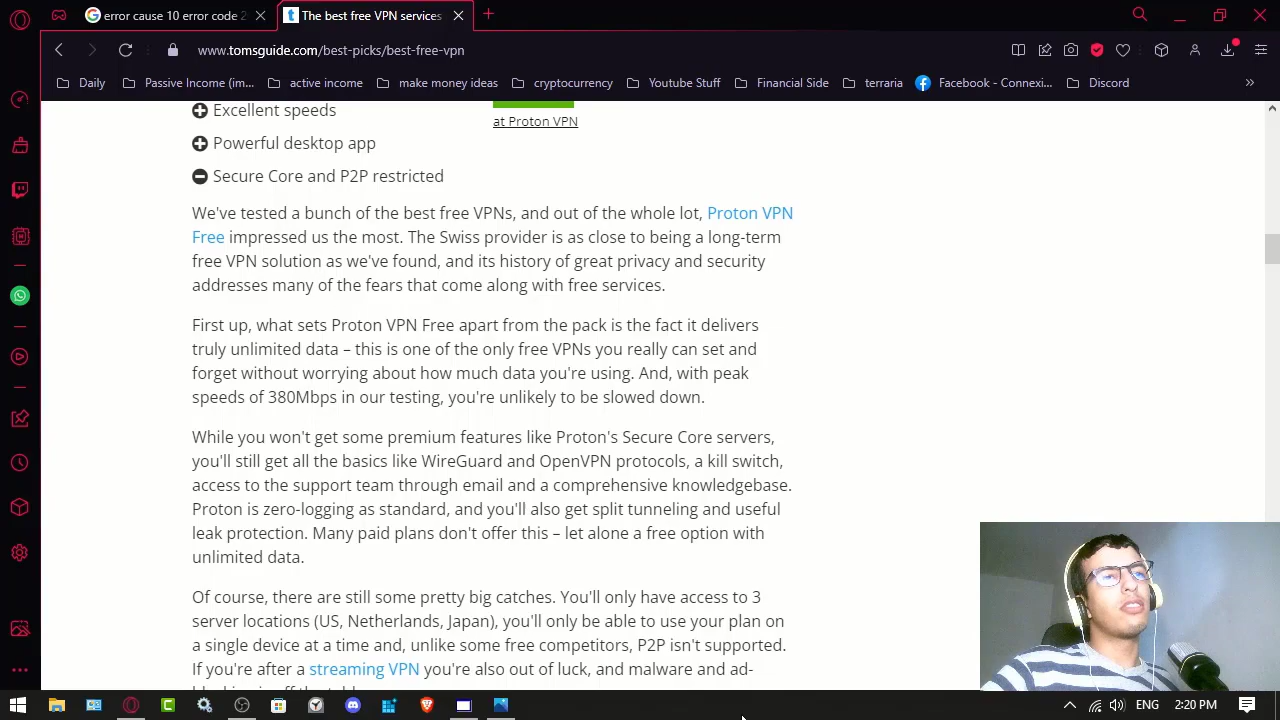 error cause 10 error code 2
The best free VPN services
www.tomsguide.com/best-picks/best-free-vpn
Daily
Passive Income (im...
active income
make money ideas
cryptocurrency
Youtube Stuff
Financial Side
terraria
Facebook - Connexi...
Discord
Excellent speeds
at Proton VPN
Powerful desktop app
Secure Core and P2P restricted
We've tested a bunch of the best free VPNs, and out of the whole lot, Proton VPN
Free impressed us the most. The Swiss provider is as close to being a long-term
free VPN solution as we've found, and its history of great privacy and security
addresses many of the fears that come along with free services.
First up, what sets Proton VPN Free apart from the pack is the fact it delivers
truly unlimited data – this is one of the only free VPNs you really can set and
forget without worrying about how much data you're using. And, with peak
speeds of 380Mbps in our testing, you're unlikely to be slowed down.
While you won't get some premium features like Proton's Secure Core servers,
you'll still get all the basics like WireGuard and OpenVPN protocols, a kill switch,
access to the support team through email and a comprehensive knowledgebase.
Proton is zero-logging as standard, and you'll also get split tunneling and useful
leak protection. Many paid plans don't offer this – let alone a free option with
unlimited data.
Of course, there are still some pretty big catches. You'll only have access to 3
server locations (US, Netherlands, Japan), you'll only be able to use your plan on
a single device at a time and, unlike some free competitors, P2P isn't supported.
If you're after a streaming VPN you're also out of luck, and malware and ad-
ENG
2:20 PM